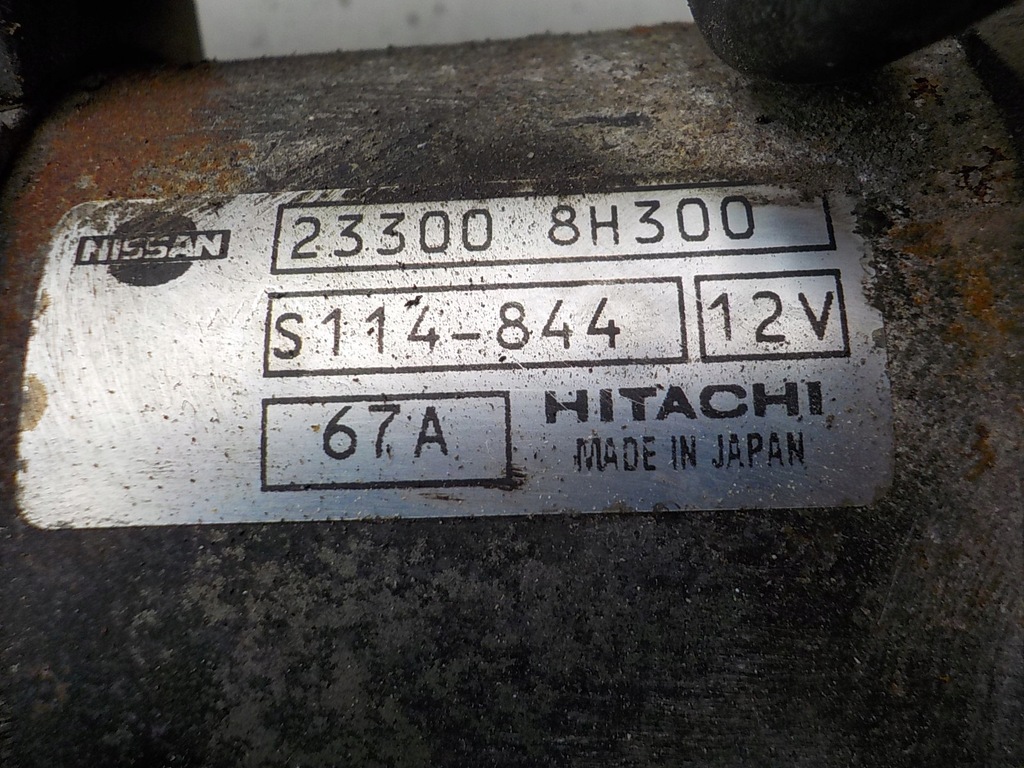 NISSAN
23300 8H300
S114-844 12V
67A
HITACHI
MADE IN JAPAN